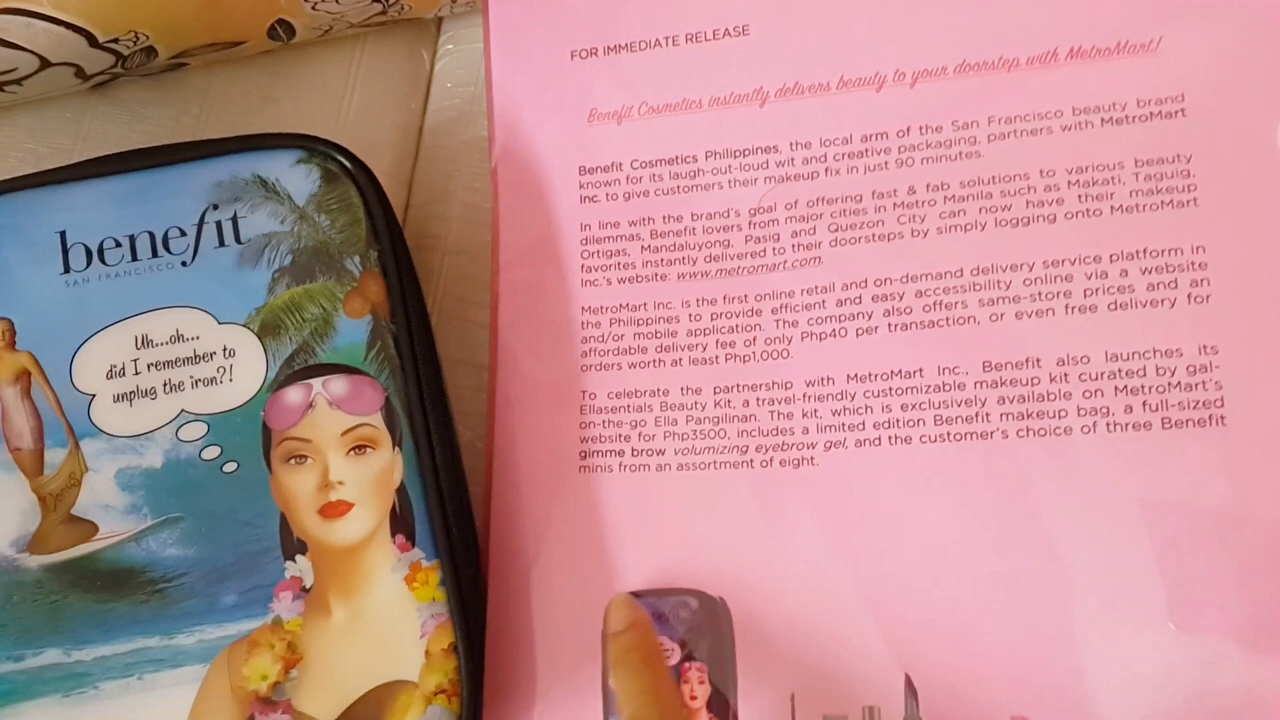 benefit
SAN FRANCISCO
Uh...oh...
did I remember to
unplug the iron?!
Venus
FOR IMMEDIATE RELEASE
Benefit Cosmetics instantly delivers beauty to your doorstep with MetroMart!
Benefit Cosmetics Philippines, the local arm of the San Francisco beauty brand
known for its laugh-out-loud wit and creative packaging, partners with MetroMart
Inc. to give customers their makeup fix in just 90 minutes.
In line with the brand's goal of offering fast & fab solutions to various beauty
dilemmas, Benefit lovers from major cities in Metro Manila such as Makati, Taguig,
Ortigas, Mandaluyong, Pasig and Quezon City can now have their makeup
favorites instantly delivered to their doorsteps by simply logging onto MetroMart
Inc.'s website: www.metromart.com.
MetroMart Inc. is the first online retail and on-demand delivery service platform in
the Philippines to provide efficient and easy accessibility online via a website
and/or mobile application. The company also offers same-store prices and an
affordable delivery fee of only Php40 per transaction, or even free delivery for
orders worth at least Php1,000.
To celebrate the partnership with MetroMart Inc., Benefit also launches its
Ellasentials Beauty Kit, a travel-friendly customizable makeup kit curated by gal-
on-the-go Ella Pangilinan. The kit, which is exclusively available on MetroMart's
website for Php3500, includes a limited edition Benefit makeup bag, a full-sized
gimme brow volumizing eyebrow gel, and the customer's choice of three Benefit
minis from an assortment of eight.